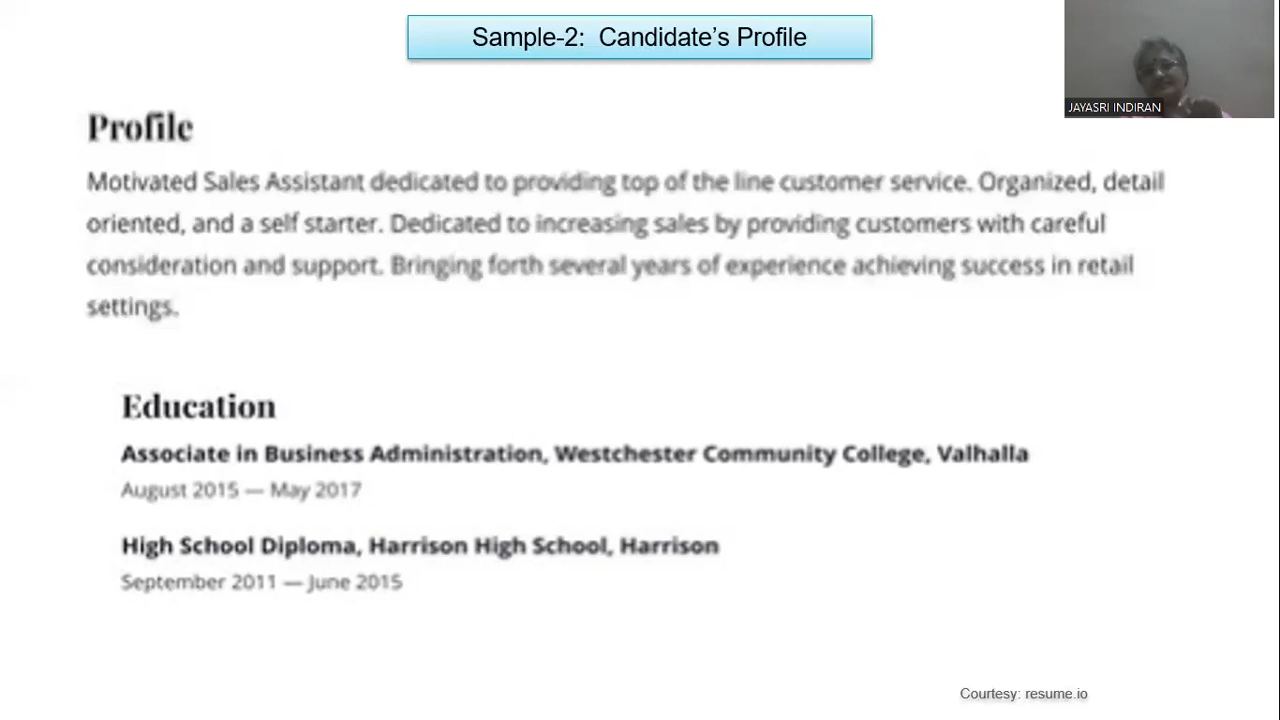 Sample-2:  Candidate’s Profile
JAYASRI INDIRAN
Profile
Motivated Sales Assistant dedicated to providing top of the line customer service. Organized, detail
oriented, and a self starter. Dedicated to increasing sales by providing customers with careful
consideration and support. Bringing forth several years of experience achieving success in retail
settings.
Education
Associate in Business Administration, Westchester Community College, Valhalla
August 2015 — May 2017
High School Diploma, Harrison High School, Harrison
September 2011 — June 2015
Courtesy: resume.io